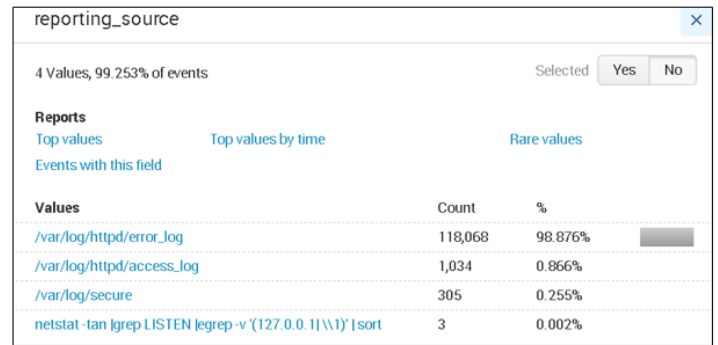 reporting_source ×
4 Values, 99.253% of events Selected Yes No
Reports
Top values Top values by time Rare values
Events with this field
Values Count %
/var/log/httpd/error_log 118,068 98.876%
/var/log/httpd/access_log 1,034 0.866%
/var/log/secure 305 0.255%
netstat -tan |grep LISTEN |egrep -v '(127.0.0.1| \\1)' | sort 3 0.002%